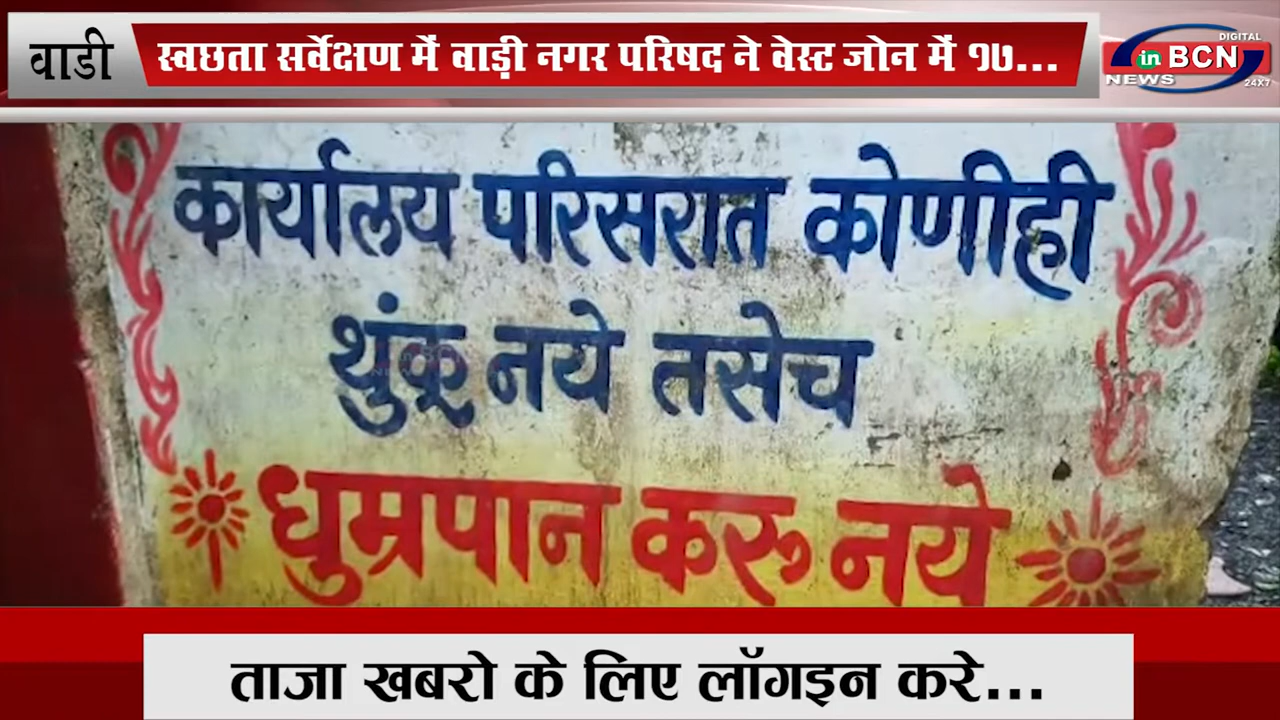 वाडी
स्वछता सर्वेक्षण में वाड़ी नगर परिषद ने वेस्ट जोन में १७...
DIGITAL
in BCN
NEWS 24X7
कार्यालय परिसरात कोणीही
थुंकू नये तसेच
धुम्रपान करू नये
ताजा खबरो के लिए लॉगइन करे...